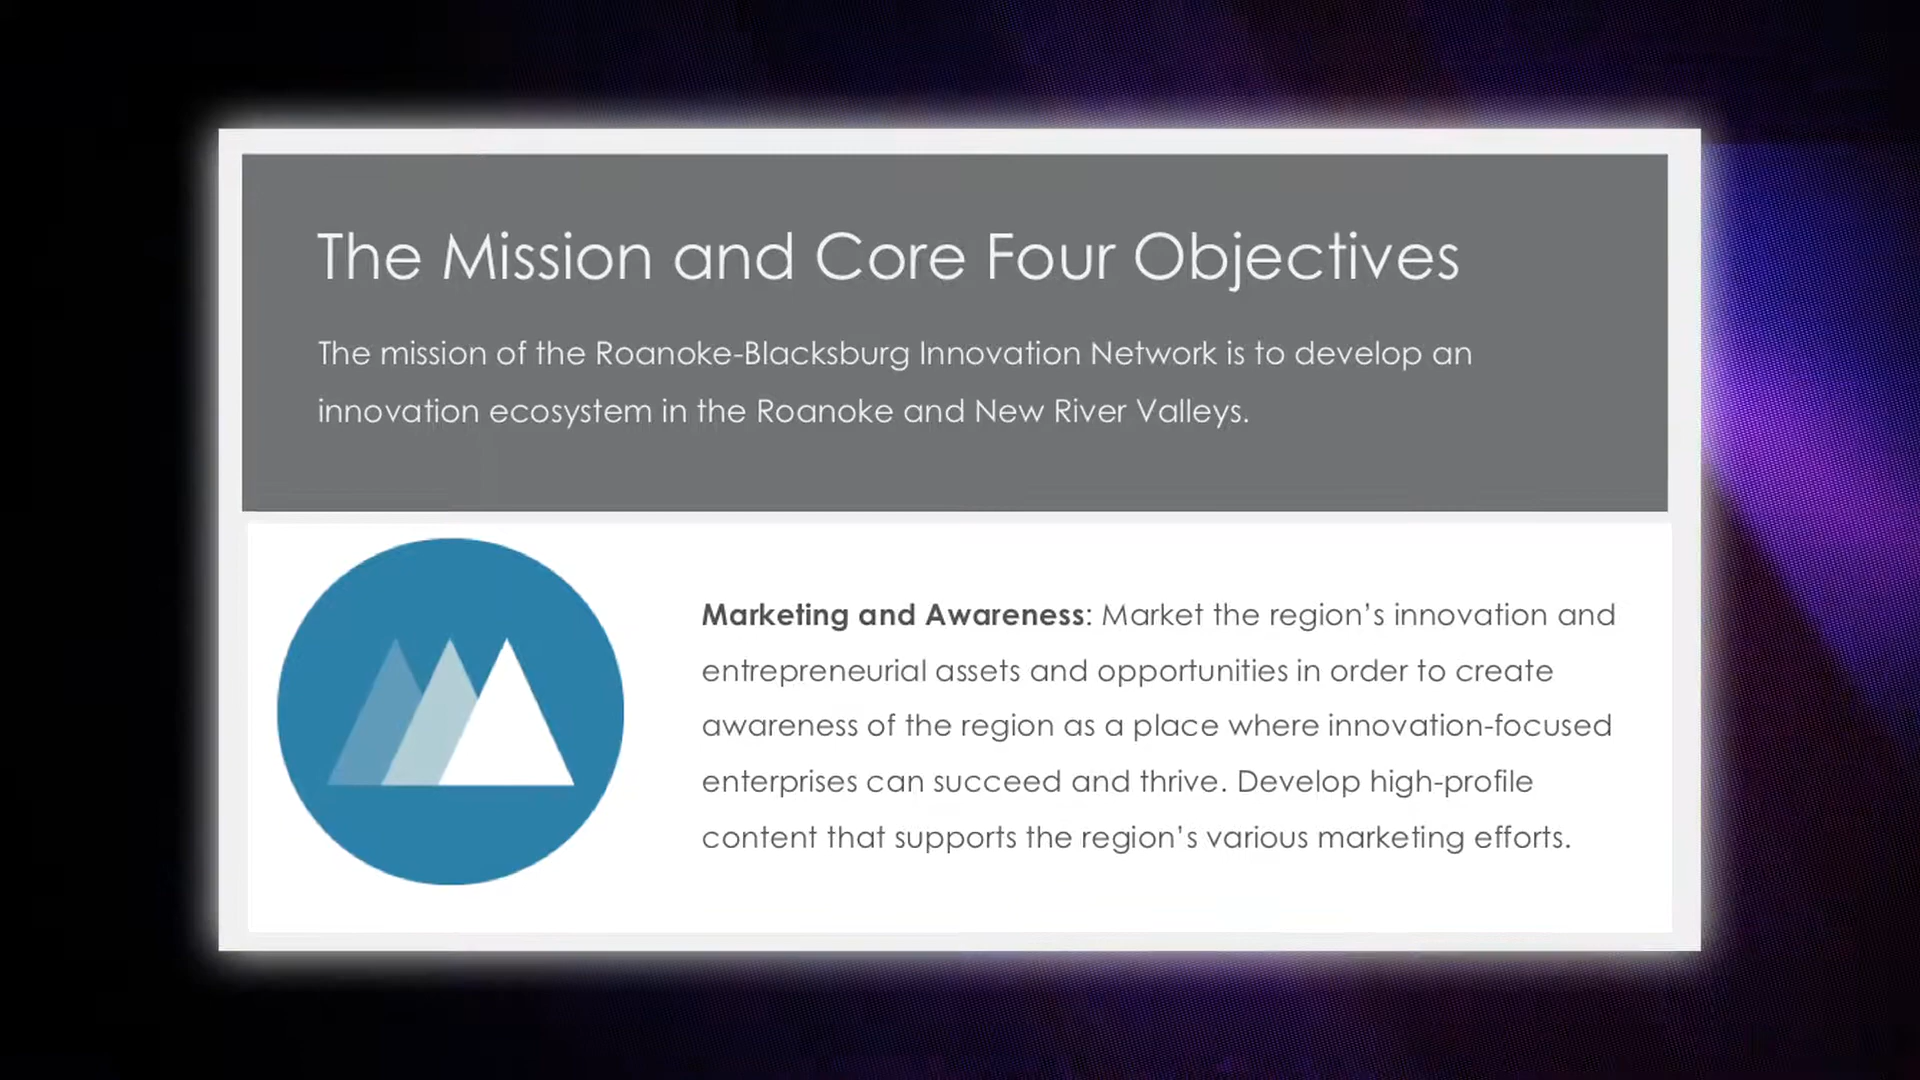 The Mission and Core Four Objectives
The mission of the Roanoke-Blacksburg Innovation Network is to develop an
innovation ecosystem in the Roanoke and New River Valleys.
Marketing and Awareness: Market the region’s innovation and
entrepreneurial assets and opportunities in order to create
awareness of the region as a place where innovation-focused
enterprises can succeed and thrive. Develop high-profile
content that supports the region’s various marketing efforts.